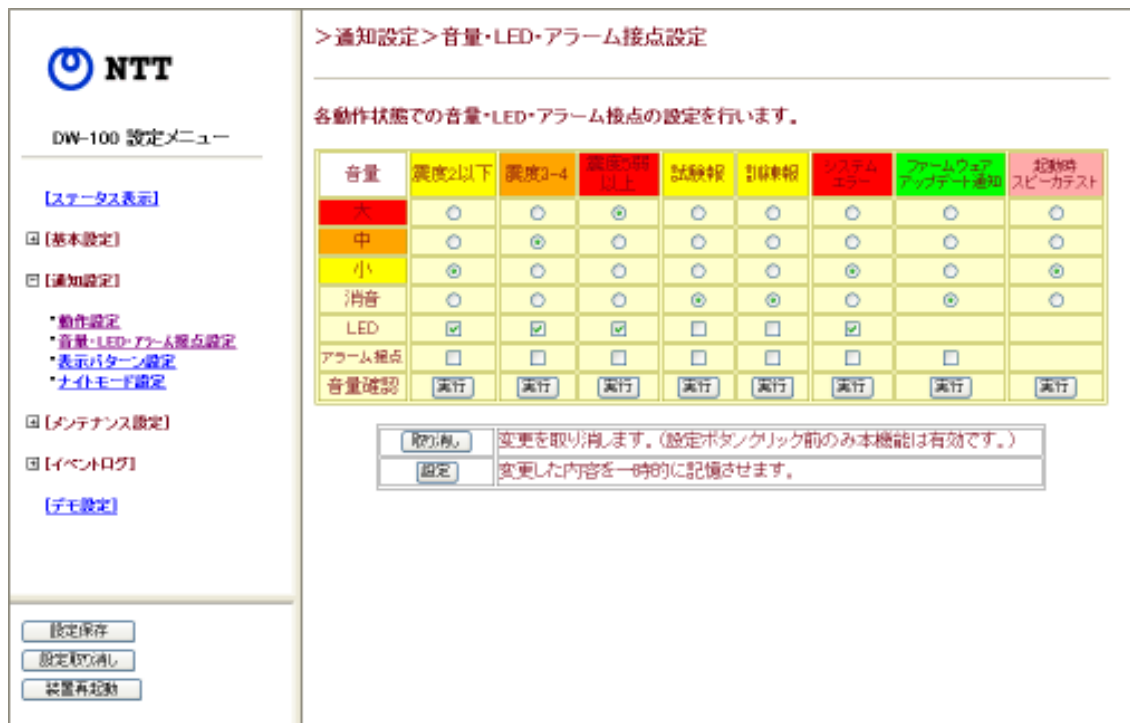 NTT
DW-100 設定メニュー
[ステータス表示]
[基本設定]
[通知設定]
・動作設定
・音量・LED・アラーム接点設定
・表示パターン設定
・ナイトモード設定
[メンテナンス設定]
[イベントログ]
[デモ設定]
設定保存
設定取り消し
装置再起動
>通知設定>音量・LED・アラーム接点設定
各動作状態での音量・LED・アラーム接点の設定を行います。
音量 震度2以下 震度3-4 震度5弱以上 試験報 訓練報 システムエラー ファームウェアアップデート通知 起動時スピーカテスト
大
中
小
消音
LED
アラーム接点
音量確認 実行 実行 実行 実行 実行 実行 実行 実行
取り消し 変更を取り消します。(設定ボタンクリック前のみ本機能は有効です。)
設定 変更した内容を一時的に記憶させます。